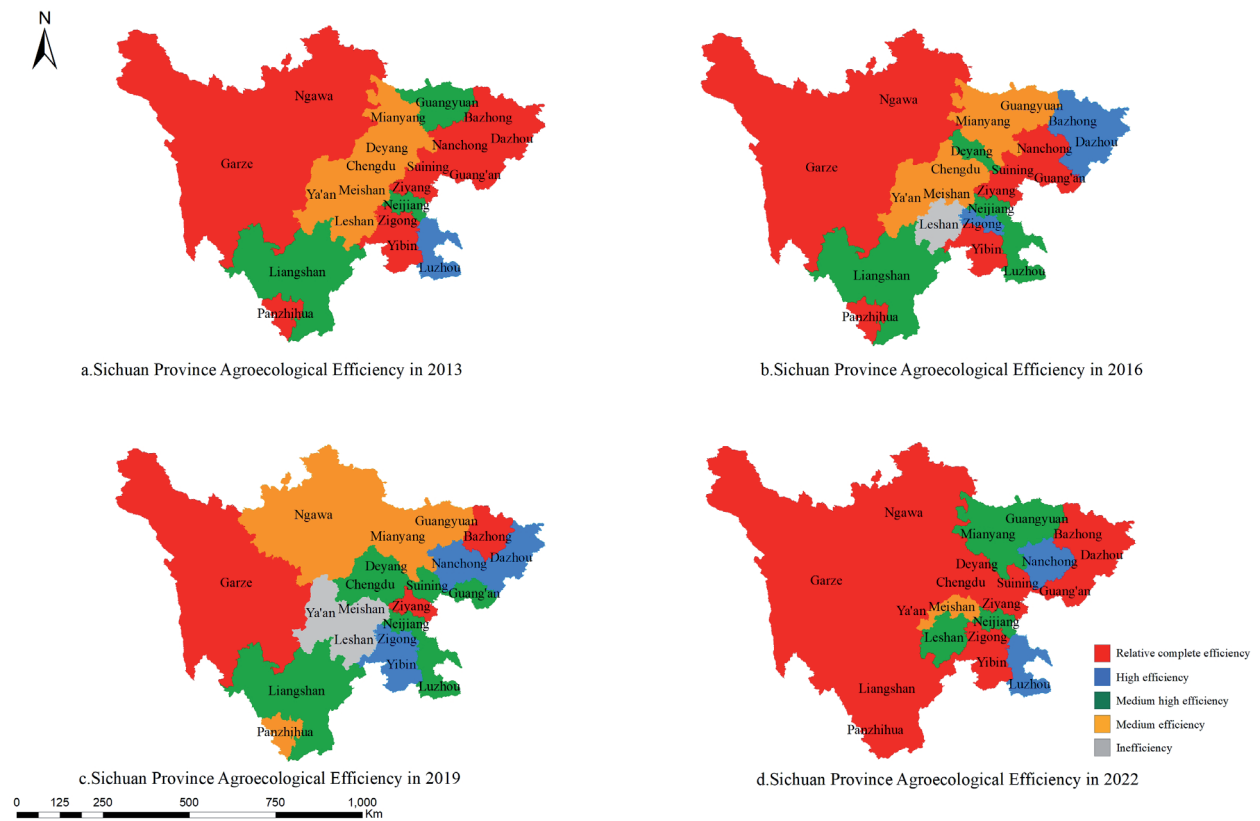 N
Ngawa
Guangyuan
Mianyang
Bazhong
Dazhou
Deyang
Nanchong
Garze
Chengdu
Suining
Guang'an
Ya'an
Meishan
Ziyang
Neijiang
Leshan
Zigong
Yibin
Liangshan
Luzhou
Panzhihua
a.Sichuan Province Agroecological Efficiency in 2013
Ngawa
Guangyuan
Mianyang
Bazhong
Dazhou
Deyang
Nanchong
Garze
Chengdu
Suining
Guang'an
Ya'an
Meishan
Ziyang
Neijiang
Leshan
Zigong
Yibin
Liangshan
Luzhou
Panzhihua
b.Sichuan Province Agroecological Efficiency in 2016
Ngawa
Guangyuan
Mianyang
Bazhong
Dazhou
Deyang
Nanchong
Garze
Chengdu
Suining
Guang'an
Ya'an
Meishan
Ziyang
Neijiang
Leshan
Zigong
Yibin
Liangshan
Luzhou
Panzhihua
c.Sichuan Province Agroecological Efficiency in 2019
Ngawa
Guangyuan
Mianyang
Bazhong
Dazhou
Deyang
Nanchong
Garze
Chengdu
Suining
Guang'an
Ya'an
Meishan
Ziyang
Neijiang
Leshan
Zigong
Yibin
Liangshan
Luzhou
Panzhihua
d.Sichuan Province Agroecological Efficiency in 2022
Relative complete efficiency
High efficiency
Medium high efficiency
Medium efficiency
Inefficiency
0 125 250 500 750 1,000
Km